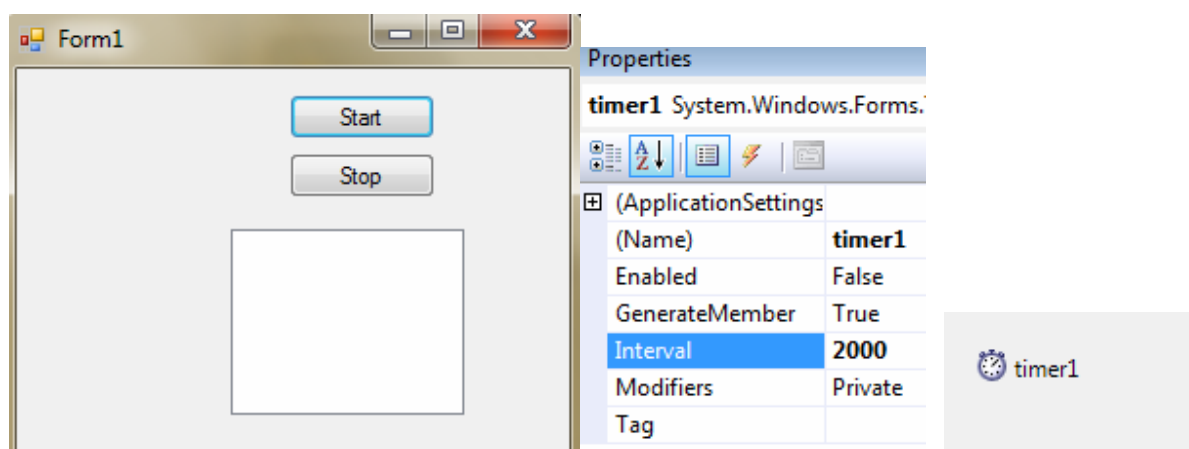 Form1
Start
Stop
Properties
timer1 System.Windows.Forms.
(ApplicationSettings
(Name) timer1
Enabled False
GenerateMember True
Interval 2000
Modifiers Private
Tag
timer1